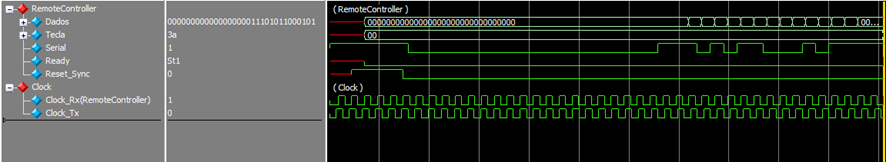 RemoteController
Dados 00000000000000000011101011000101
Tecla 3a
Serial 1
Ready St1
Reset_Sync 0
Clock
Clock_Rx(RemoteController) 1
Clock_Tx 0
(RemoteController)
00000000000000000000000000000000
00...
00
(Clock)